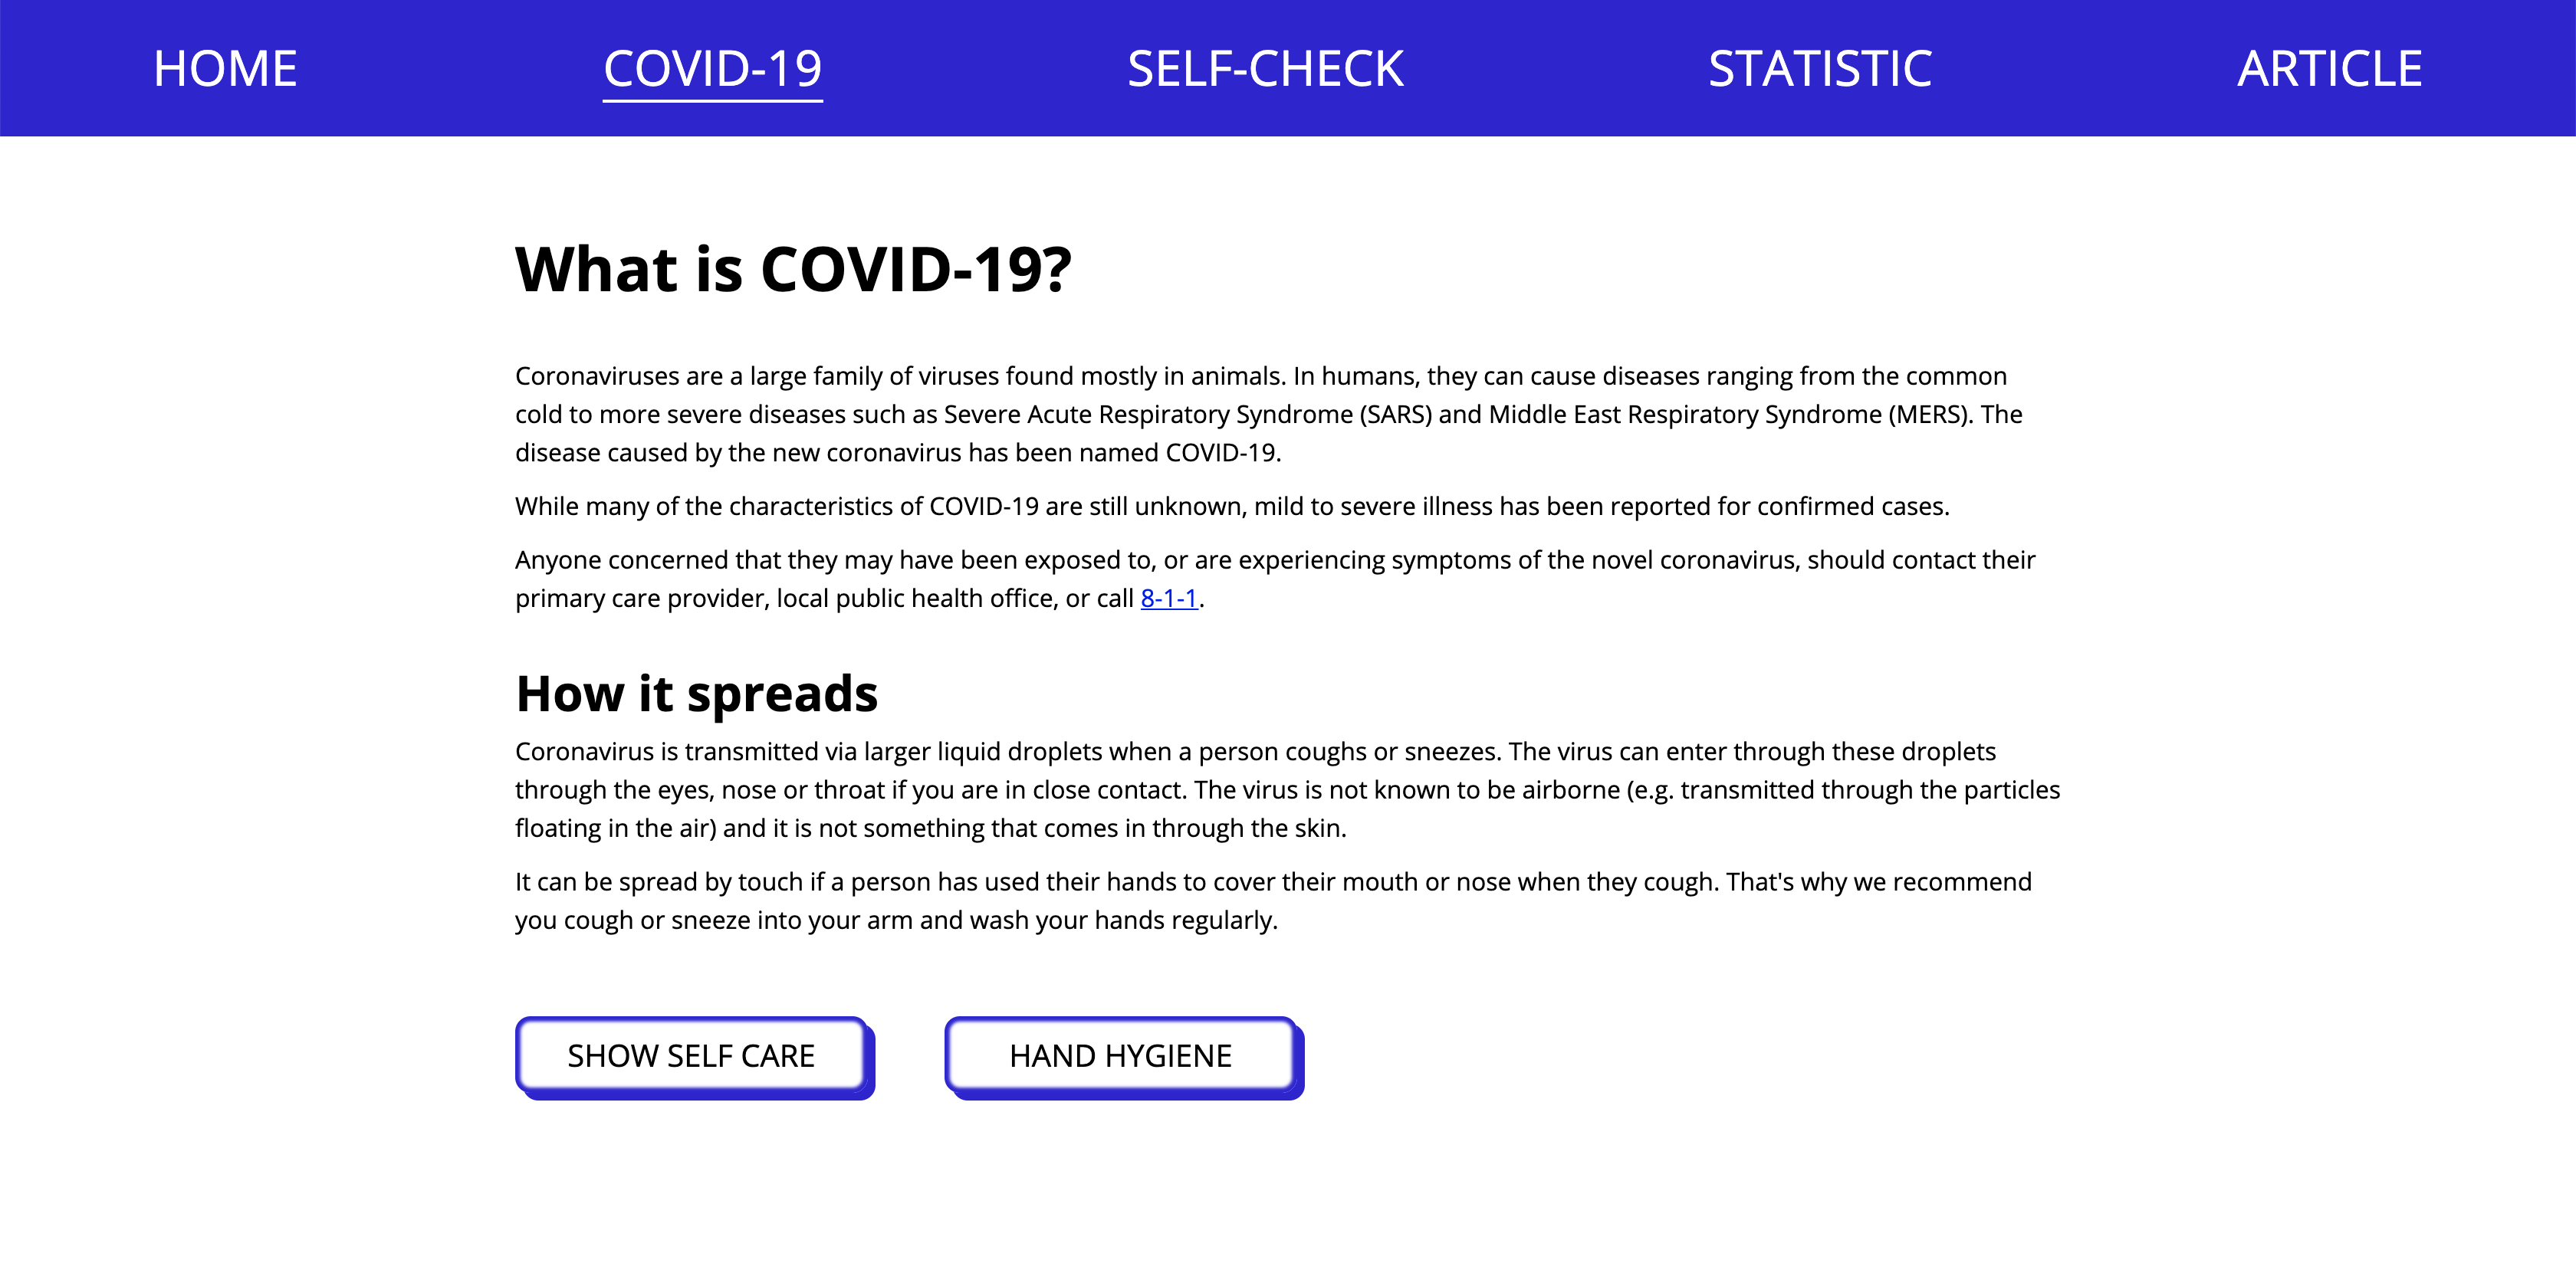 HOME COVID-19 SELF-CHECK STATISTIC ARTICLE
What is COVID-19?
Coronaviruses are a large family of viruses found mostly in animals. In humans, they can cause diseases ranging from the common
cold to more severe diseases such as Severe Acute Respiratory Syndrome (SARS) and Middle East Respiratory Syndrome (MERS). The
disease caused by the new coronavirus has been named COVID-19.
While many of the characteristics of COVID-19 are still unknown, mild to severe illness has been reported for confirmed cases.
Anyone concerned that they may have been exposed to, or are experiencing symptoms of the novel coronavirus, should contact their
primary care provider, local public health office, or call 8-1-1.
How it spreads
Coronavirus is transmitted via larger liquid droplets when a person coughs or sneezes. The virus can enter through these droplets
through the eyes, nose or throat if you are in close contact. The virus is not known to be airborne (e.g. transmitted through the particles
floating in the air) and it is not something that comes in through the skin.
It can be spread by touch if a person has used their hands to cover their mouth or nose when they cough. That's why we recommend
you cough or sneeze into your arm and wash your hands regularly.
SHOW SELF CARE HAND HYGIENE